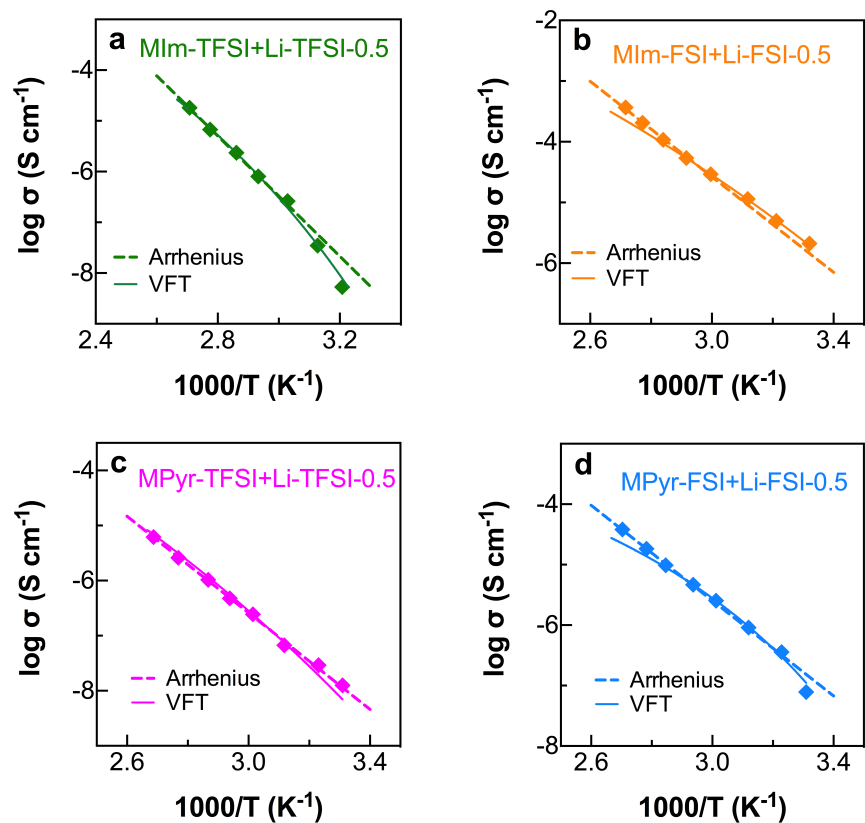 a
MIm-TFSI+Li-TFSI-0.5
-4
-6
-8
log σ (S cm⁻¹)
Arrhenius
VFT
2.4
2.8
3.2
1000/T (K⁻¹)
b
MIm-FSI+Li-FSI-0.5
-2
-4
-6
log σ (S cm⁻¹)
Arrhenius
VFT
2.6
3.0
3.4
1000/T (K⁻¹)
c
MPyr-TFSI+Li-TFSI-0.5
-4
-6
-8
log σ (S cm⁻¹)
Arrhenius
VFT
2.6
3.0
3.4
1000/T (K⁻¹)
d
MPyr-FSI+Li-FSI-0.5
-4
-6
-8
log σ (S cm⁻¹)
Arrhenius
VFT
2.6
3.0
3.4
1000/T (K⁻¹)